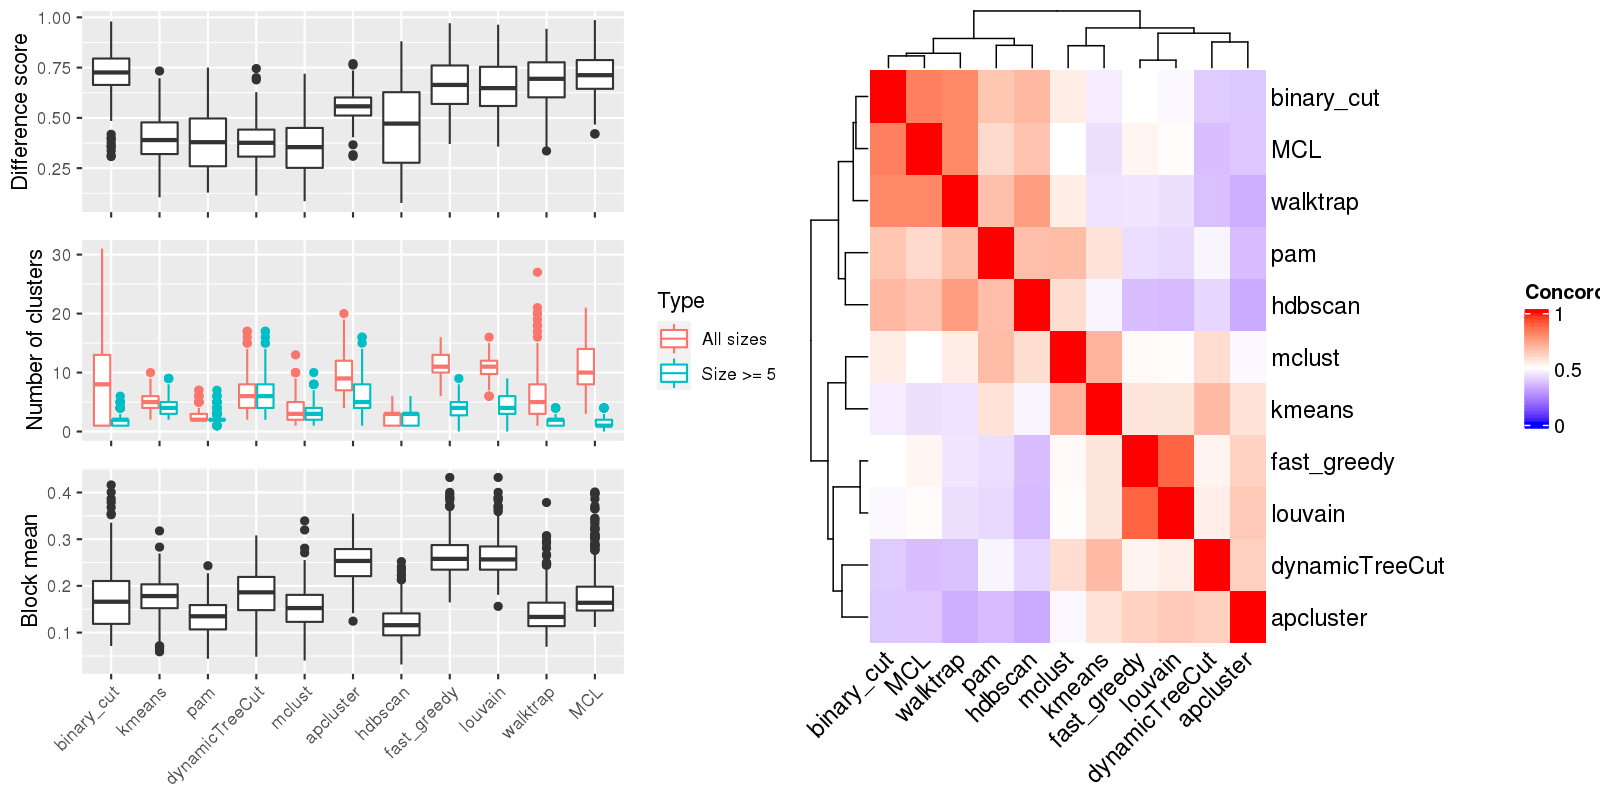 Difference score
1.00
0.75
0.50
0.25
Number of clusters
30
20
10
0
Block mean
0.4
0.3
0.2
0.1
binary_cut
kmeans
pam
dynamicTreeCut
mclust
apcluster
hdbscan
fast_greedy
louvain
walktrap
MCL
Type
All sizes
Size >= 5
binary_cut
MCL
walktrap
pam
hdbscan
mclust
kmeans
fast_greedy
louvain
dynamicTreeCut
apcluster
binary_cut
MCL
walktrap
pam
hdbscan
mclust
kmeans
fast_greedy
louvain
dynamicTreeCut
apcluster
Concord
1
0.5
0